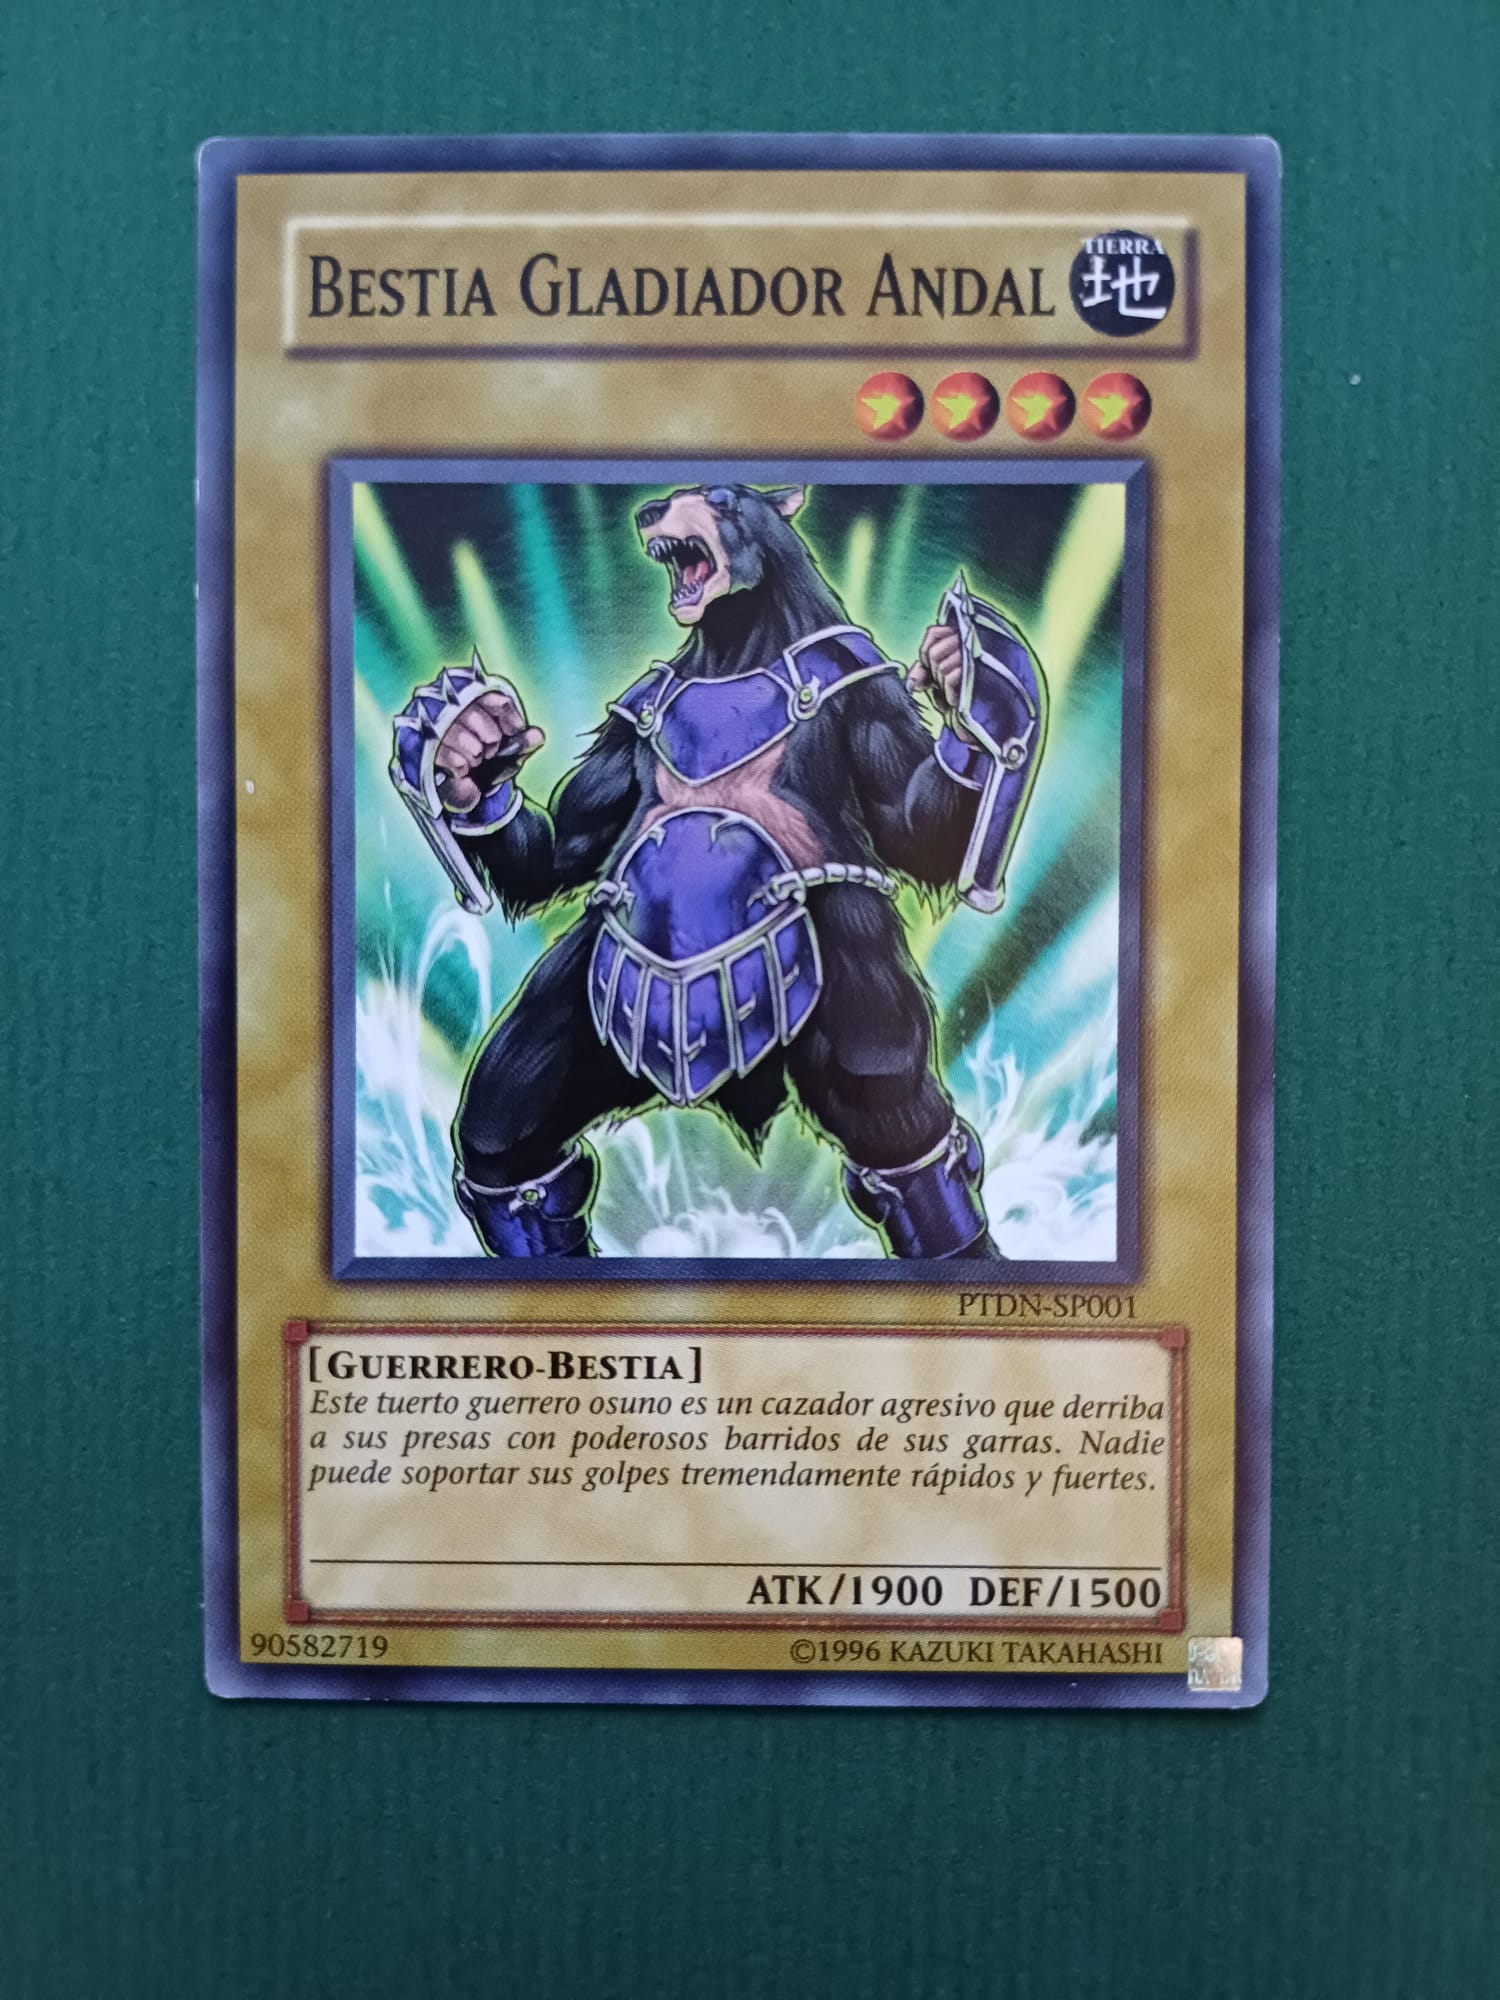 BESTIA GLADIADOR ANDAL
TIERRA
地
PTDN-SP001
[GUERRERO-BESTIA]
Este tuerto guerrero osuno es un cazador agresivo que derriba
a sus presas con poderosos barridos de sus garras. Nadie
puede soportar sus golpes tremendamente rápidos y fuertes.
ATK/1900 DEF/1500
90582719
©1996 KAZUKI TAKAHASHI